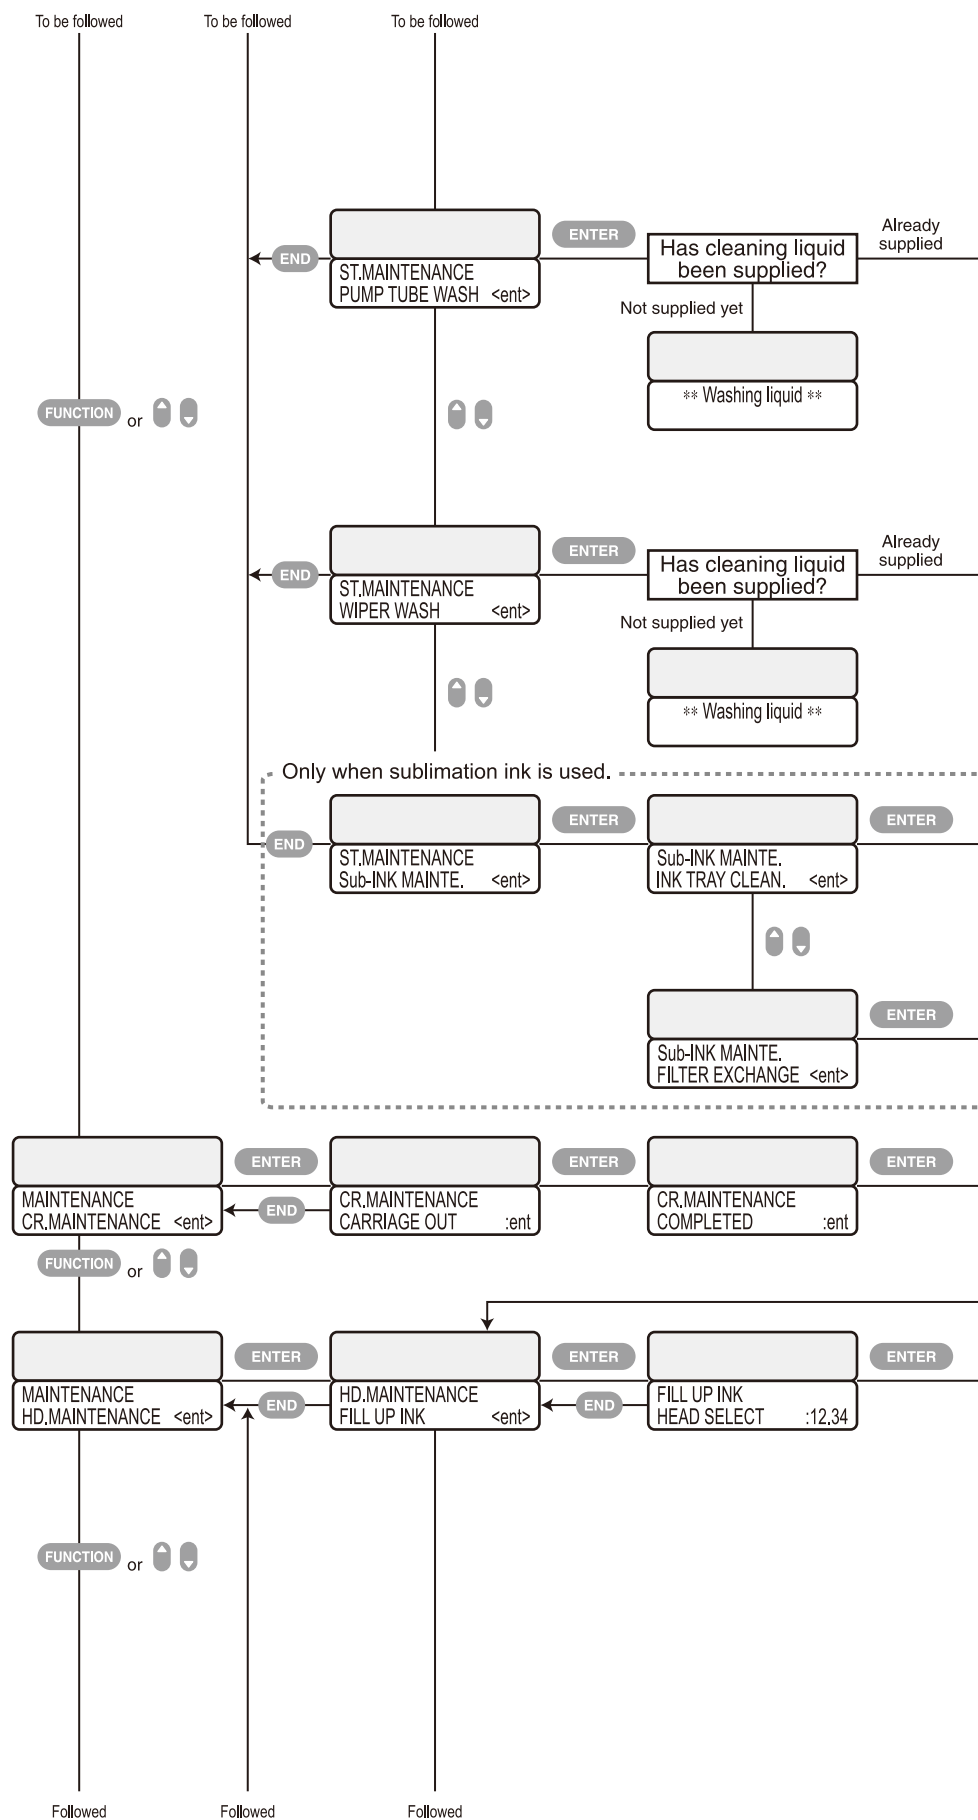 To be followed
To be followed
To be followed
ENTER
Already
supplied
Has cleaning liquid
been supplied?
END
ST.MAINTENANCE
PUMP TUBE WASH <ent>
Not supplied yet
** Washing liquid **
FUNCTION or
ENTER
Already
supplied
Has cleaning liquid
been supplied?
END
ST.MAINTENANCE
WIPER WASH <ent>
Not supplied yet
** Washing liquid **
Only when sublimation ink is used.
ENTER
ENTER
END
ST.MAINTENANCE
Sub-INK MAINTE. <ent>
Sub-INK MAINTE.
INK TRAY CLEAN. <ent>
ENTER
Sub-INK MAINTE.
FILTER EXCHANGE <ent>
ENTER
ENTER
ENTER
MAINTENANCE
CR.MAINTENANCE <ent>
END
CR.MAINTENANCE
CARRIAGE OUT :ent
CR.MAINTENANCE
COMPLETED :ent
FUNCTION or
ENTER
ENTER
ENTER
MAINTENANCE
HD.MAINTENANCE <ent>
END
HD.MAINTENANCE
FILL UP INK <ent>
END
FILL UP INK
HEAD SELECT :12.34
FUNCTION or
Followed
Followed
Followed